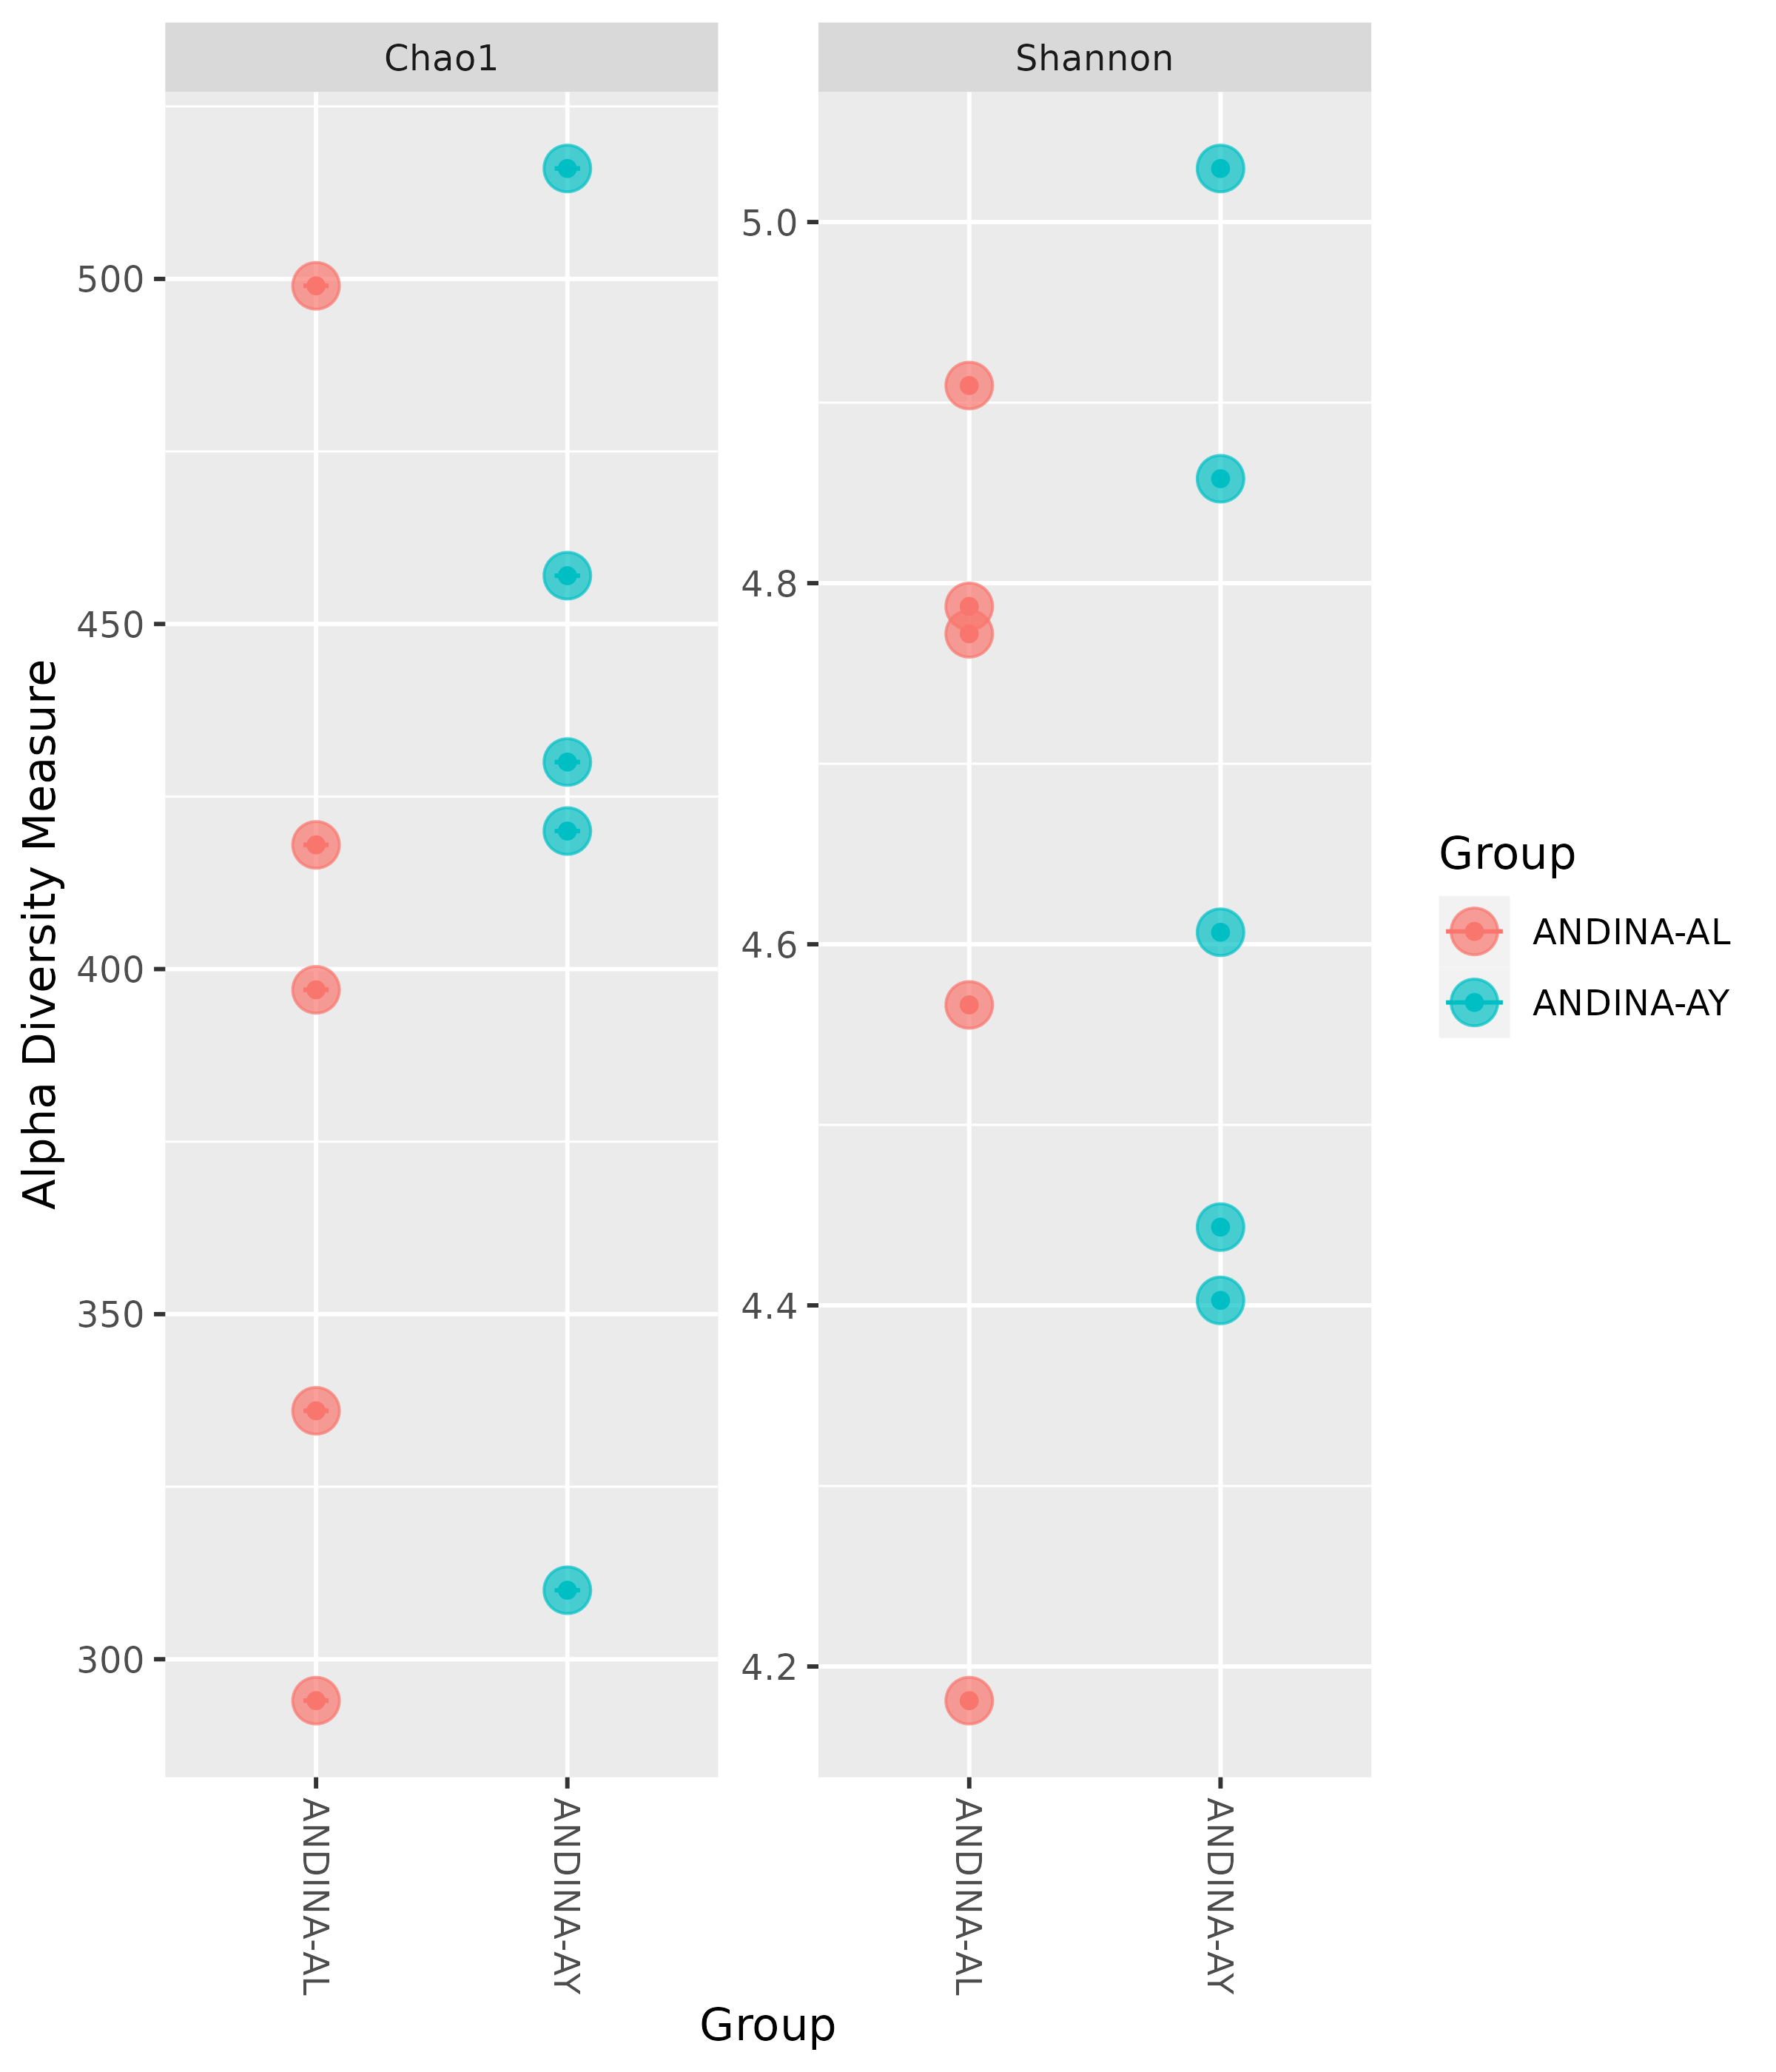 Chao1
Shannon
Alpha Diversity Measure
500
450
400
350
300
5.0
4.8
4.6
4.4
4.2
ANDINA-AL
ANDINA-AY
ANDINA-AL
ANDINA-AY
Group
Group
ANDINA-AL
ANDINA-AY